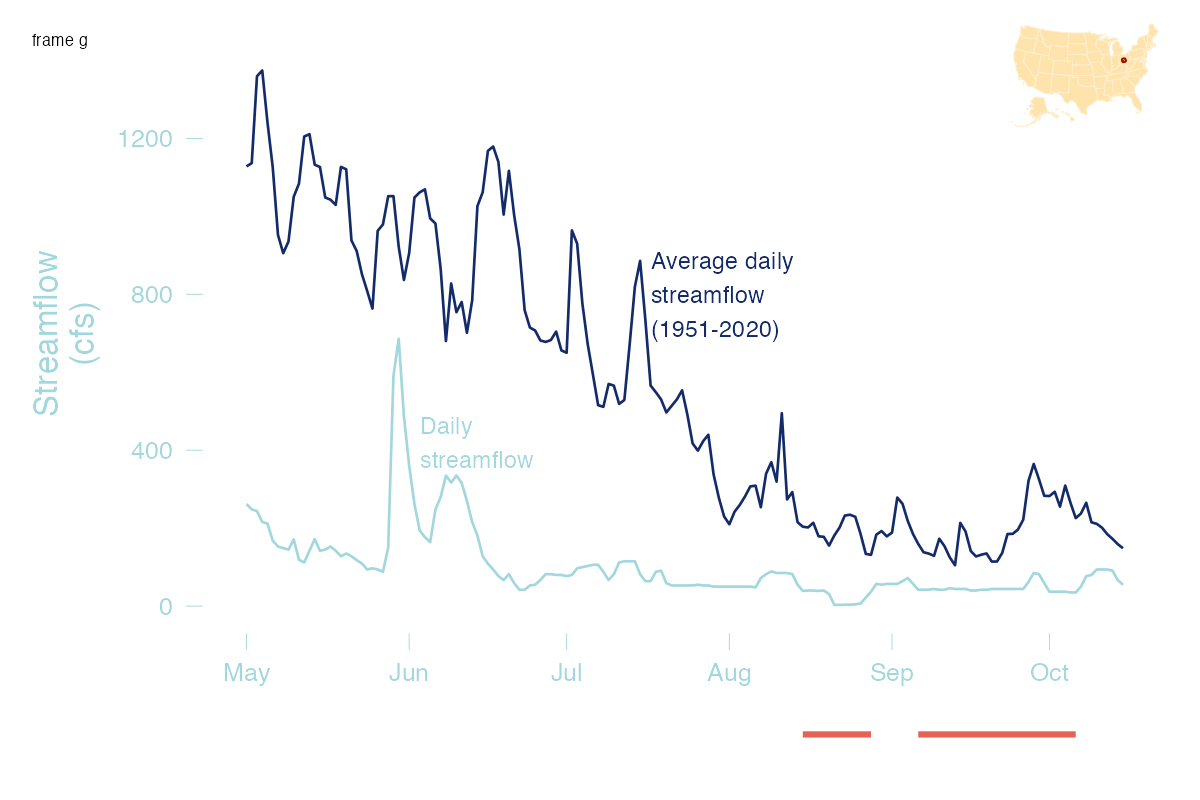 frame g
1200
800
400
0
Streamflow
(cfs)
Average daily
streamflow
(1951-2020)
Daily
streamflow
May Jun Jul Aug Sep Oct